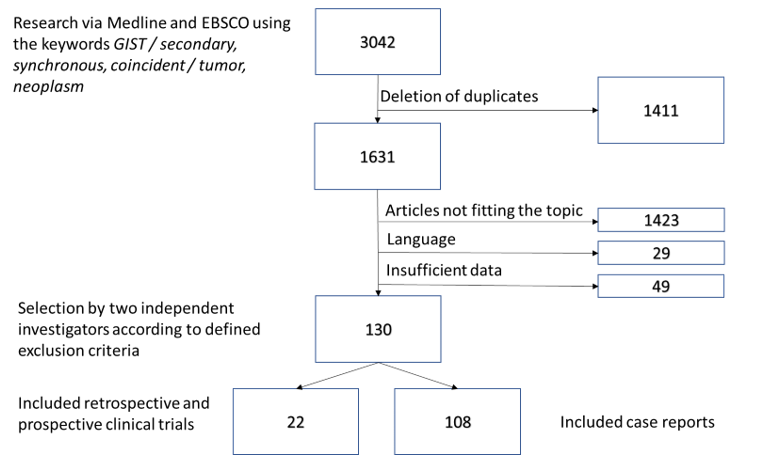 Research via Medline and EBSCO using
the keywords GIST / secondary,
synchronous, coincident / tumor,
neoplasm
3042
Deletion of duplicates
1411
1631
Articles not fitting the topic
1423
Language
29
Insufficient data
49
Selection by two independent
investigators according to defined
exclusion criteria
130
Included retrospective and
prospective clinical trials
22
108
Included case reports